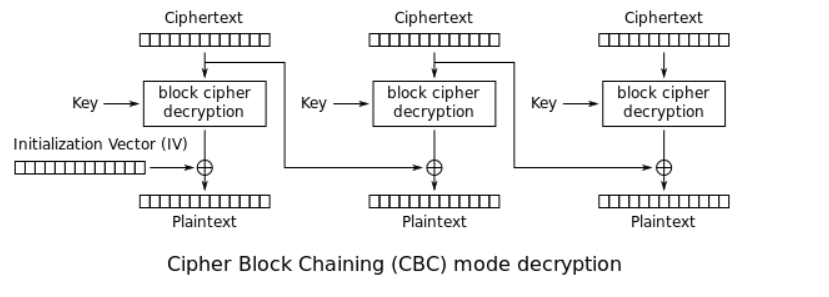 Ciphertext
Ciphertext
Ciphertext
Key
block cipher
decryption
Key
block cipher
decryption
Key
block cipher
decryption
Initialization Vector (IV)
Plaintext
Plaintext
Plaintext
Cipher Block Chaining (CBC) mode decryption